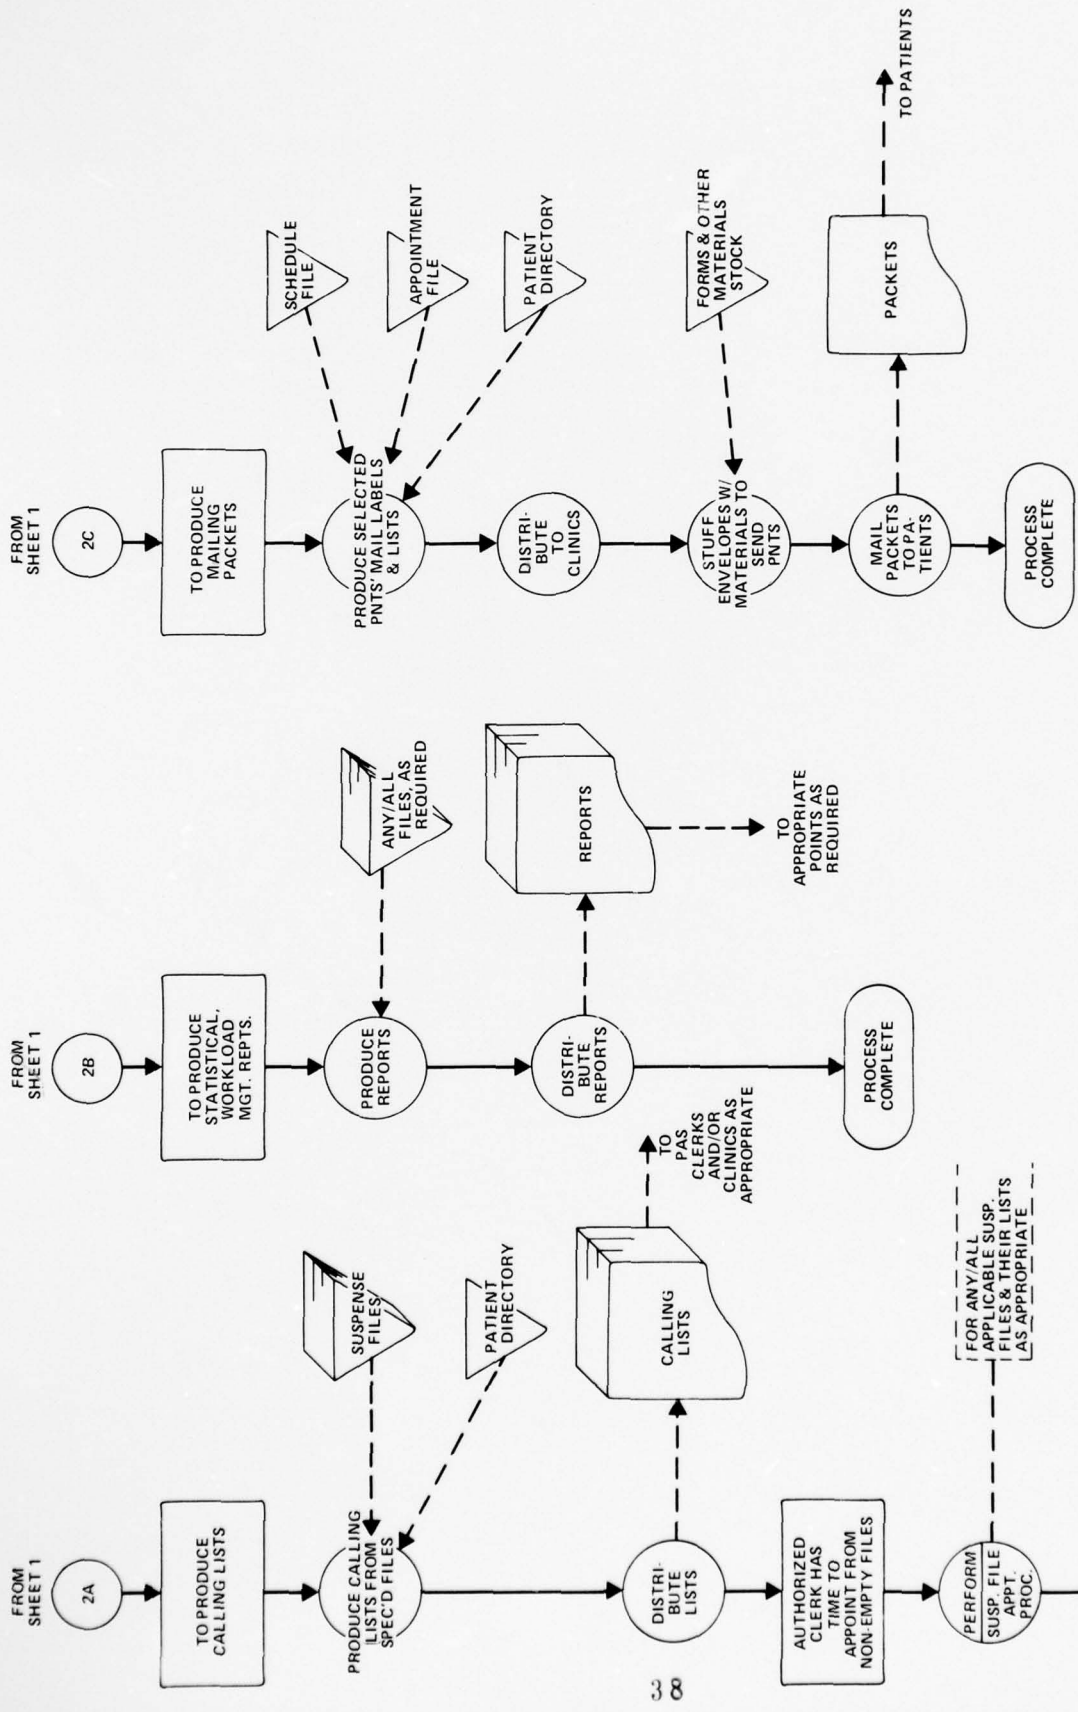 FROM
SHEET 1
2A
TO PRODUCE
CALLING LISTS
PRODUCE CALLING
LISTS FROM
SPEC'D FILES
SUSPENSE
FILES
PATIENT
DIRECTORY
DISTRI-
BUTE
LISTS
CALLING
LISTS
TO
PAS
CLERKS
AND/OR
CLINICS AS
APPROPRIATE
AUTHORIZED
CLERK HAS
TIME TO
APPOINT FROM
NON-EMPTY FILES
PERFORM
SUSP. FILE
APPT.
PROC.
FOR ANY/ALL
APPLICABLE SUSP.
FILES & THEIR LISTS
AS APPROPRIATE
FROM
SHEET 1
2B
TO PRODUCE
STATISTICAL,
WORKLOAD
MGT. REPTS.
PRODUCE
REPORTS
ANY/ALL
FILES, AS
REQUIRED
DISTRI-
BUTE
REPORTS
REPORTS
TO
APPROPRIATE
POINTS AS
REQUIRED
PROCESS
COMPLETE
FROM
SHEET 1
2C
TO PRODUCE
MAILING
PACKETS
PRODUCE SELECTED
PNTS' MAIL LABELS
& LISTS
SCHEDULE
FILE
APPOINTMENT
FILE
PATIENT
DIRECTORY
DISTRI-
BUTE
TO
CLINICS
STUFF
ENVELOPES W/
MATERIALS TO
SEND
PNTS
FORMS & OTHER
MATERIALS
STOCK
MAIL
PACKETS
TO PA-
TIENTS
PACKETS
TO PATIENTS
PROCESS
COMPLETE
38